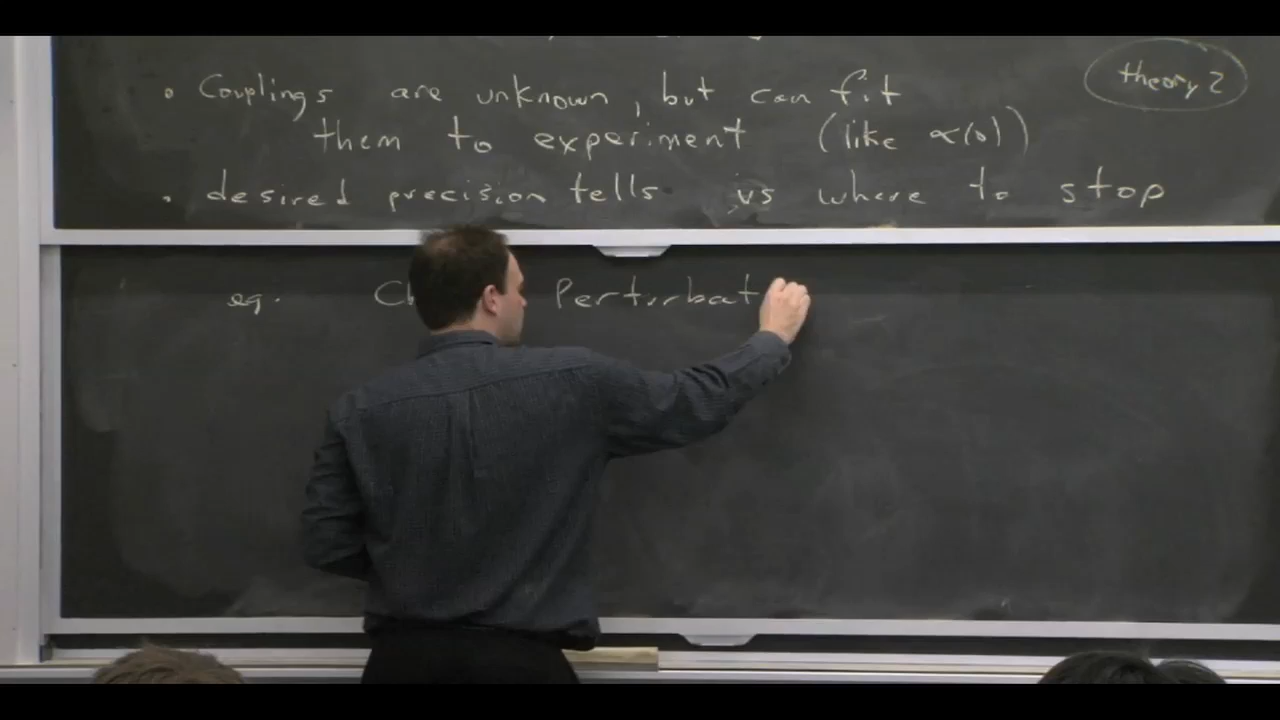 • Couplings are unknown, but can fit
them to experiment (like α(0))
theory 2
• desired precision tells us where to stop
eg. Ch Perturbat